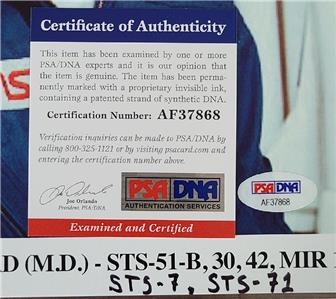 Certificate of Authenticity
This item has been examined by one or more
PSA/DNA experts and it is our opinion that
the item is genuine. The item has been perma-
nently marked with a proprietary invisible ink,
containing a patented strand of synthetic DNA.
Certification Number: AF37868
Verification inquiries can be made to PSA/DNA by
calling 800-325-1121 or by visiting psacard.com and
clicking the PSA/DNA tab.
Joe Orlando
President, PSA/DNA
PSA DNA
AUTHENTICATION SERVICES
Examined and Certified
PSA DNA
AF37868
D (M.D.) - STS-51-B, 30, 42, MIR
STS-7, STS-71